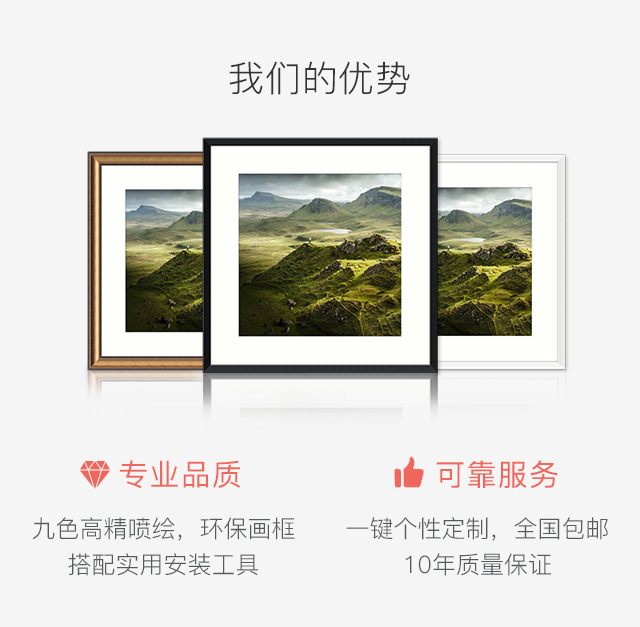 我们的优势
专业品质
九色高精喷绘，环保画框
搭配实用安装工具
可靠服务
一键个性定制，全国包邮
10年质量保证